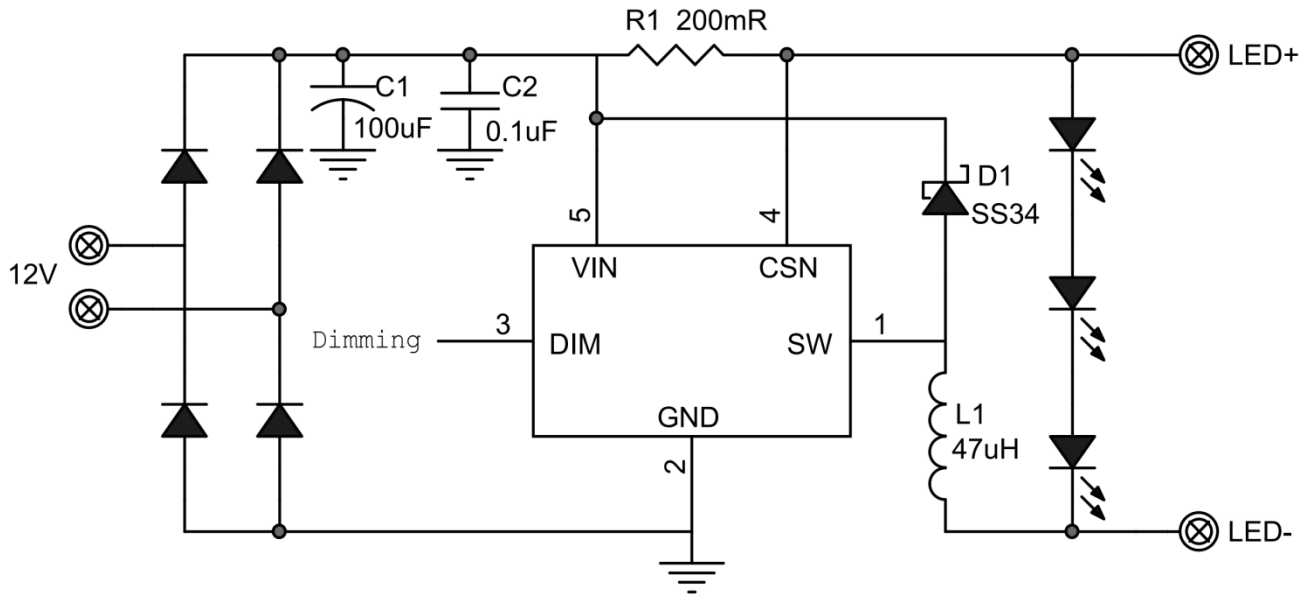 R1 200mR
LED+
C1
100uF
C2
0.1uF
D1
SS34
5
4
VIN
CSN
12V
Dimming
3
DIM
SW
1
GND
2
L1
47uH
LED-